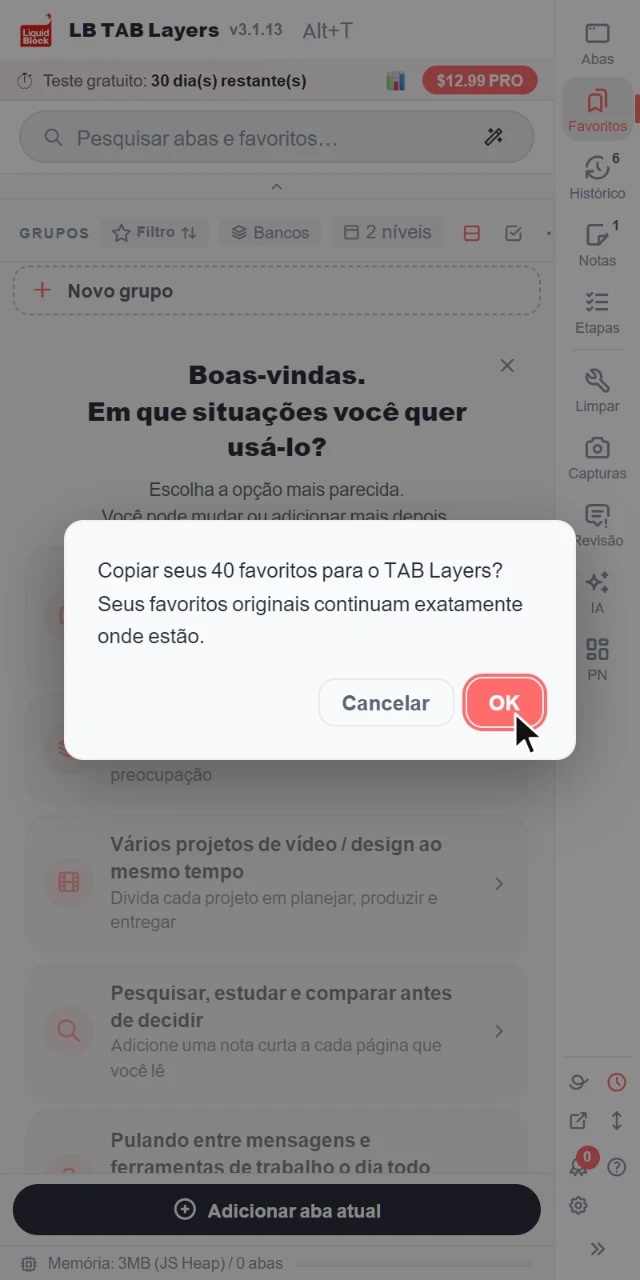 Liquid
Block
LB TAB Layers v3.1.13 Alt+T
Teste gratuito: 30 dia(s) restante(s)
$12.99 PRO
Pesquisar abas e favoritos…
GRUPOS
Filtro
Bancos
2 níveis
Novo grupo
Boas-vindas.
Em que situações você quer
usá-lo?
Escolha a opção mais parecida.
Você pode mudar ou adicionar mais depois.
Copiar seus 40 favoritos para o TAB Layers?
Seus favoritos originais continuam exatamente
onde estão.
Cancelar
OK
preocupação
Vários projetos de vídeo / design ao
mesmo tempo
Divida cada projeto em planejar, produzir e
entregar
Pesquisar, estudar e comparar antes
de decidir
Adicione uma nota curta a cada página que
você lê
Pulando entre mensagens e
ferramentas de trabalho o dia todo
Adicionar aba atual
Memória: 3MB (JS Heap) / 0 abas
Abas
Favoritos
6
Histórico
1
Notas
Etapas
Limpar
Capturas
Revisão
IA
PN
0